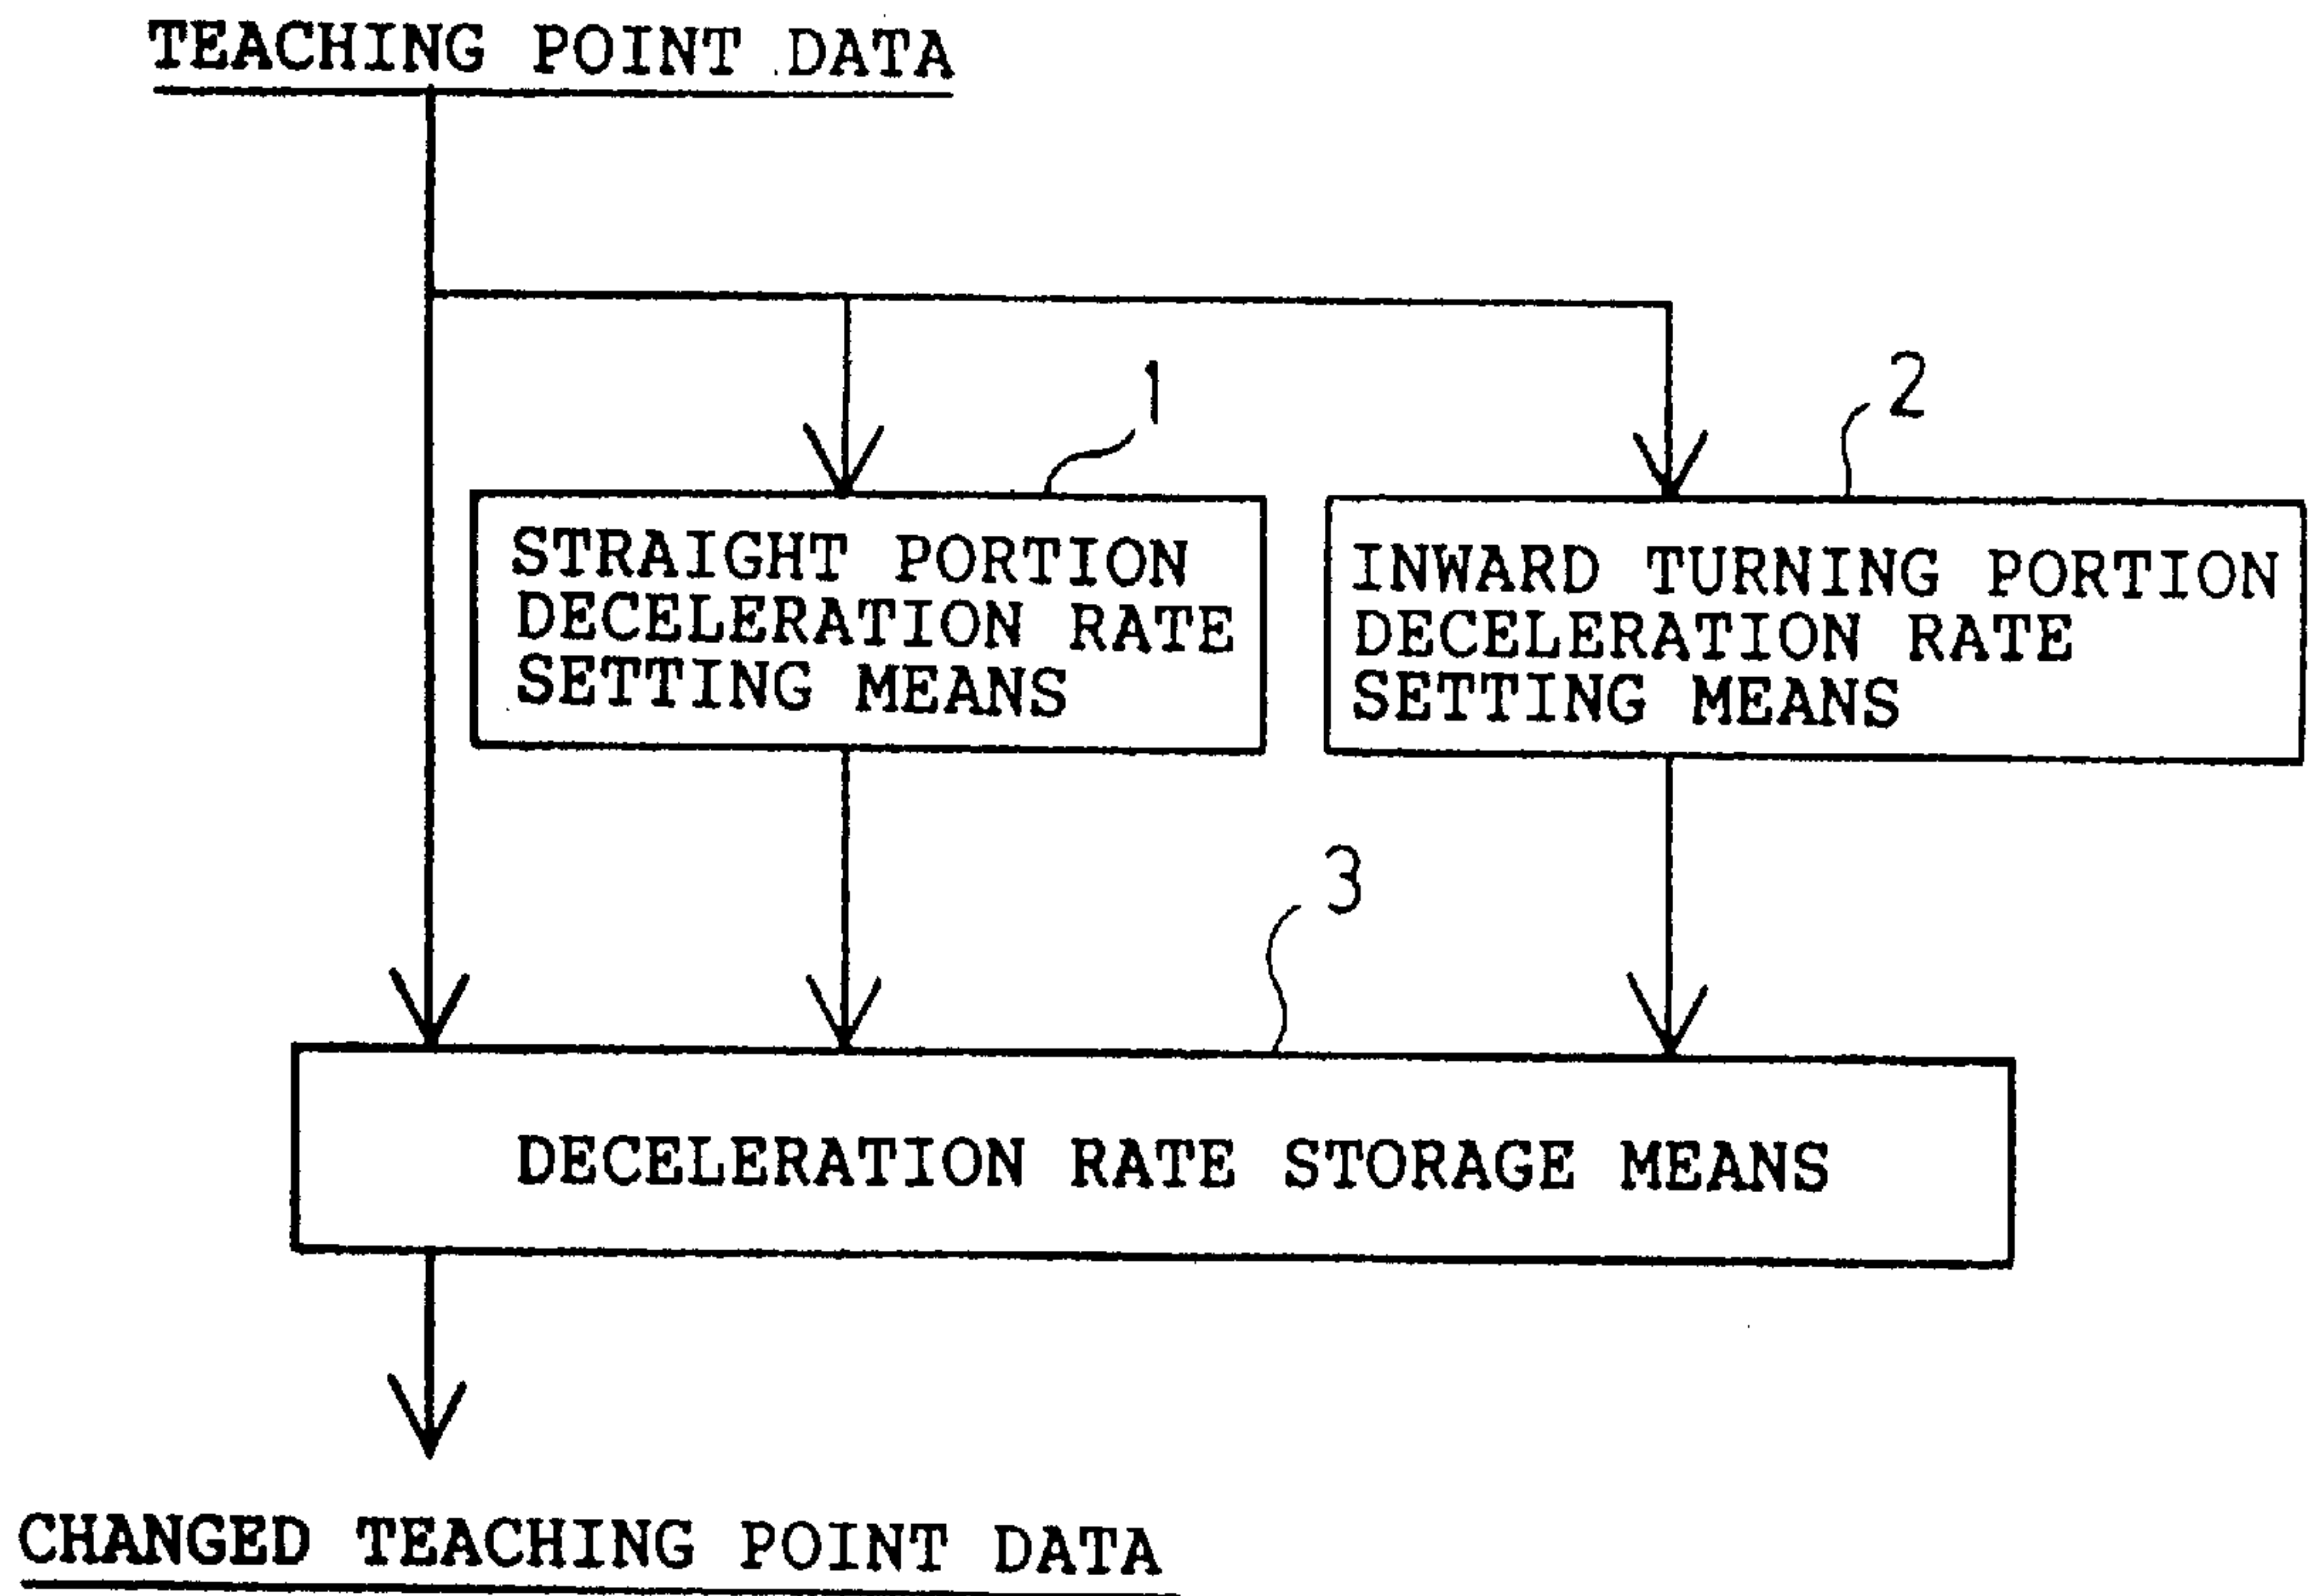 TEACHING POINT DATA
1
2
STRAIGHT PORTION
DECELERATION RATE
SETTING MEANS
INWARD TURNING PORTION
DECELERATION RATE
SETTING MEANS
3
DECELERATION RATE STORAGE MEANS
CHANGED TEACHING POINT DATA